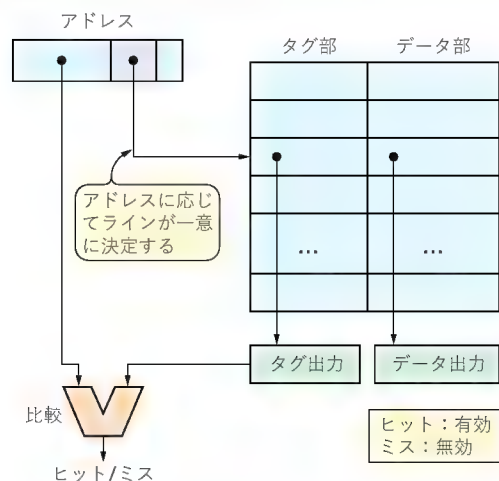 アドレス
タグ部
データ部
アドレスに応じ
てラインが一意
に決定する
...
...
タグ出力
データ出力
比較
ヒット:有効
ミス:無効
ヒット/ミス